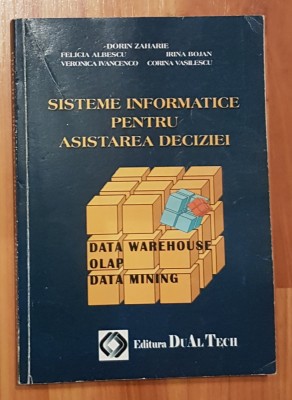 DORIN ZAHARIE
FELICIA ALBESCU IRINA BOJAN
VERONICA IVANCENCO CORINA VASILESCU
SISTEME INFORMATICE
PENTRU
ASISTAREA DECIZIEI
DATA WAREHOUSE
OLAP
DATA MINING
Editura DUAL TECH